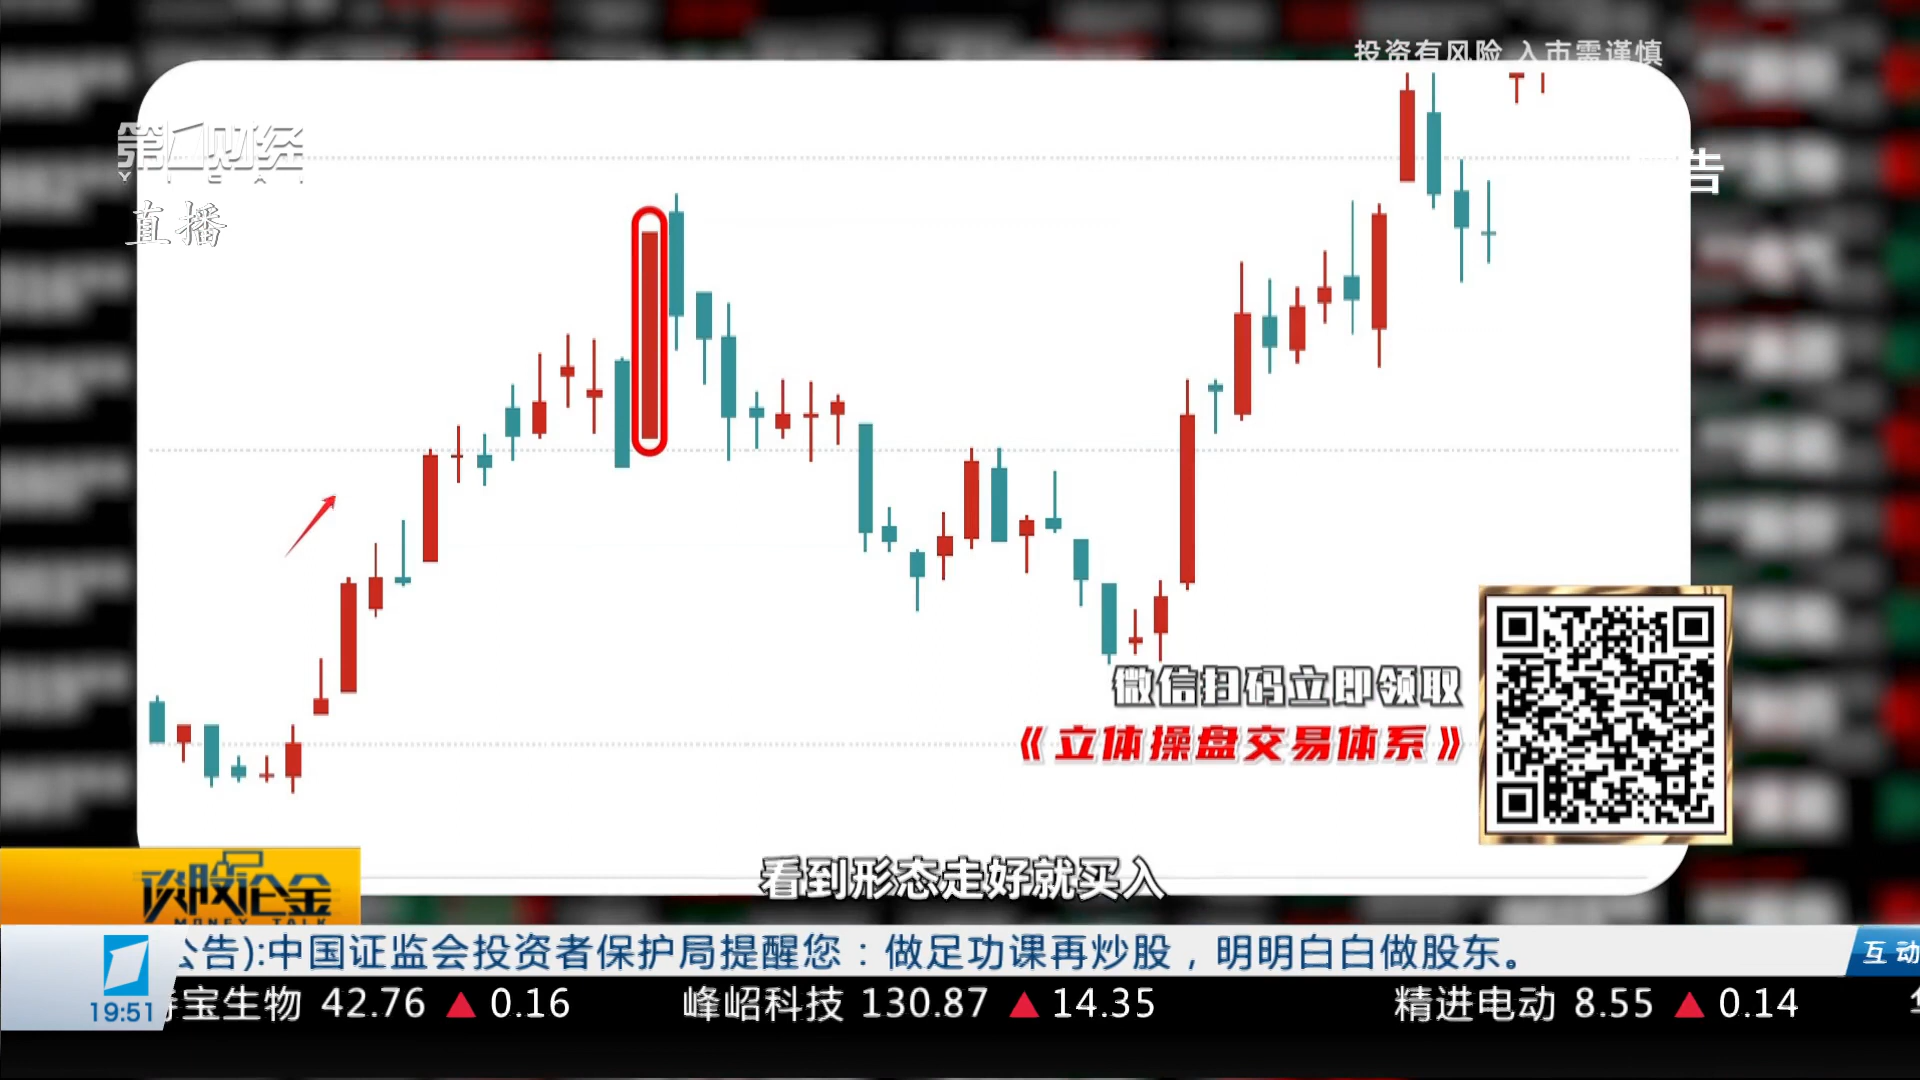 投资有风险 入市需谨慎
第一财经
YICAI
直播
告
微信扫码立即领取
《立体操盘交易体系》
看到形态走好就买入
谈股论金
MONEY TALK
公告):中国证监会投资者保护局提醒您：做足功课再炒股，明明白白做股东。
互动
19:51
宝生物 42.76 ▲ 0.16 峰岹科技 130.87 ▲ 14.35 精进电动 8.55 ▲ 0.14